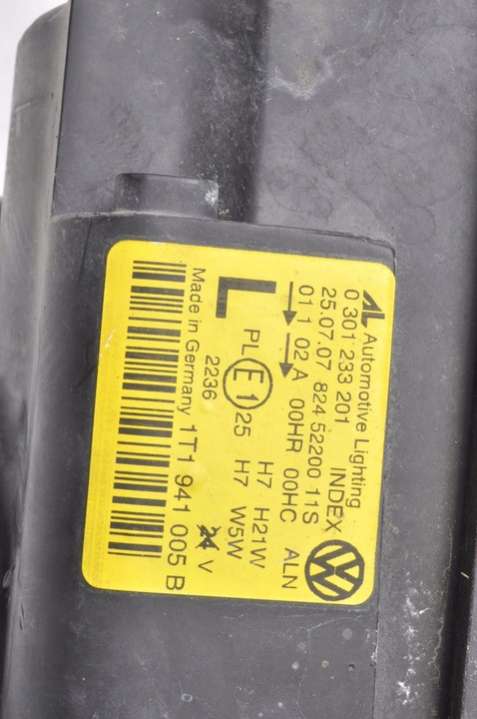 AL Automotive Lighting
0 301 233 201 INDEX
25.07.07 824 52200 11S
01 1 02 A 00HR 00HC ALN
L PL E1 25 H7 H21W
H7 W5W
2236
Made in Germany 1T1 941 005 B